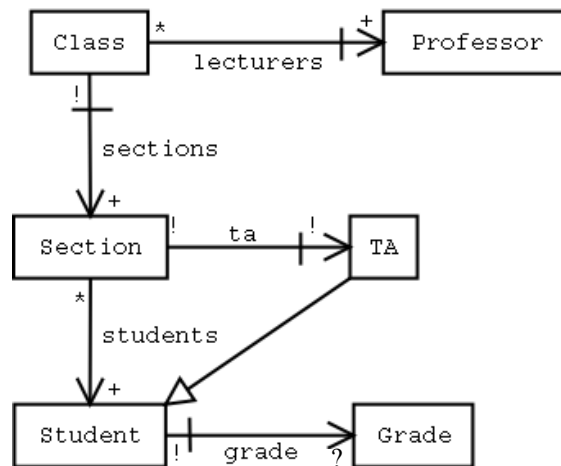 Class
*
+
Professor
lecturers
!
sections
+
Section
!
ta
!
TA
*
students
+
Student
!
grade
?
Grade